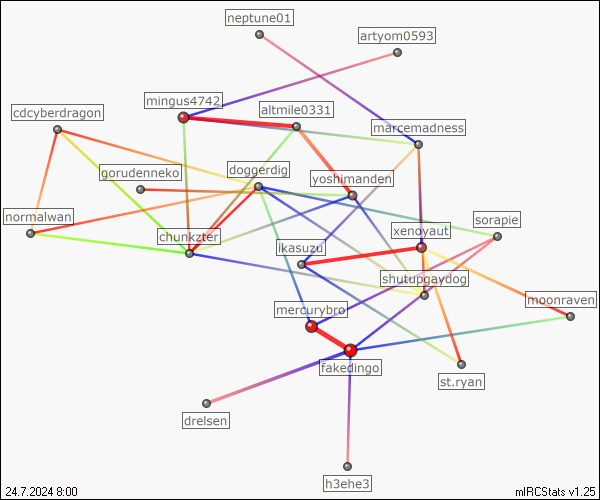 neptune01
artyom0593
mingus4742
altmile0331
cdcyberdragon
marcemadness
gorudenneko
doggerdig
yoshimanden
normalwan
sorapie
chunkzter
xenoyaut
ikasuzu
shutupgaydog
mercurybro
moonraven
fakedingo
st.ryan
drelsen
h3ehe3
24.7.2024 8:00
mIRCStats v1.25